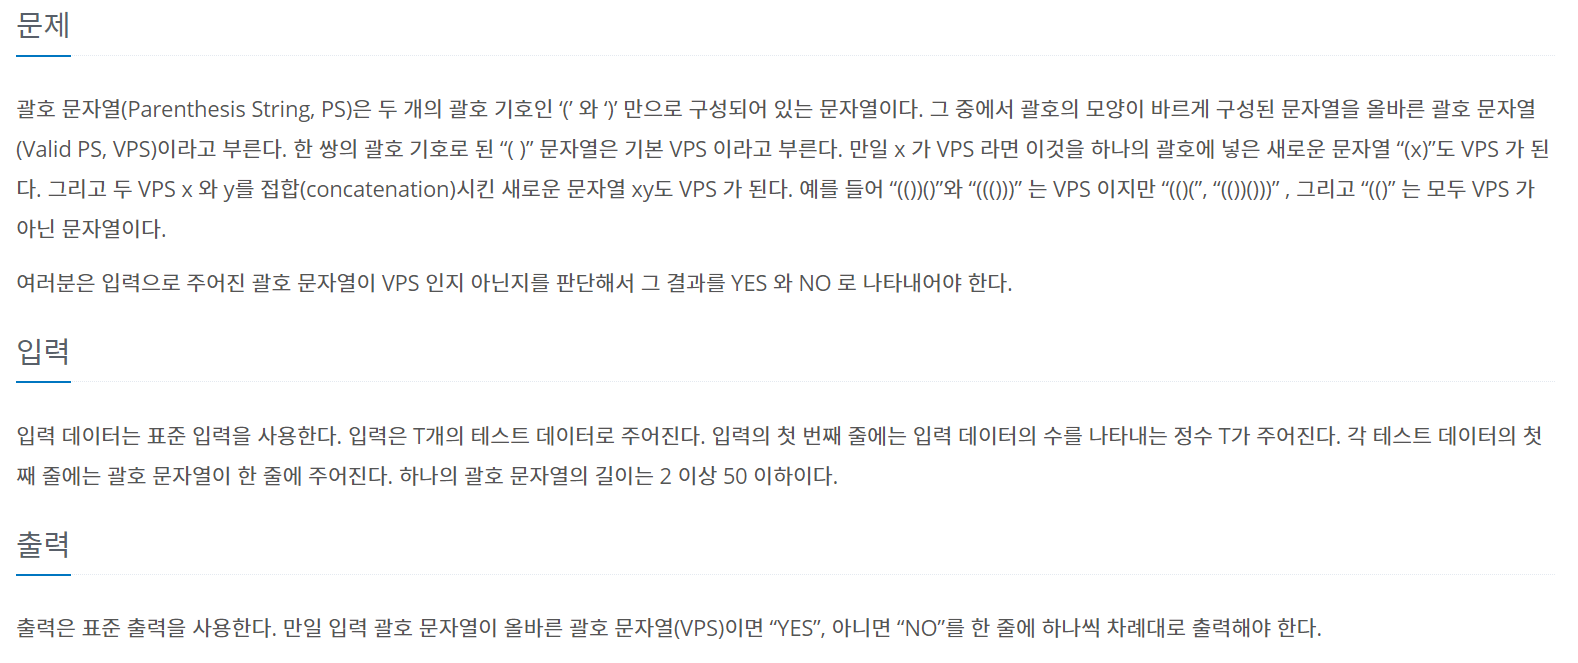 문제
괄호 문자열(Parenthesis String, PS)은 두 개의 괄호 기호인 ‘(’ 와 ‘)’ 만으로 구성되어 있는 문자열이다. 그 중에서 괄호의 모양이 바르게 구성된 문자열을 올바른 괄호 문자열
(Valid PS, VPS)이라고 부른다. 한 쌍의 괄호 기호로 된 “( )” 문자열은 기본 VPS 이라고 부른다. 만일 x 가 VPS 라면 이것을 하나의 괄호에 넣은 새로운 문자열 “(x)”도 VPS 가 된
다. 그리고 두 VPS x 와 y를 접합(concatenation)시킨 새로운 문자열 xy도 VPS 가 된다. 예를 들어 “(())()”와 “((()))” 는 VPS 이지만 “(()(”, “(())()))” , 그리고 “(()” 는 모두 VPS 가
아닌 문자열이다.
여러분은 입력으로 주어진 괄호 문자열이 VPS 인지 아닌지를 판단해서 그 결과를 YES 와 NO 로 나타내어야 한다.
입력
입력 데이터는 표준 입력을 사용한다. 입력은 T개의 테스트 데이터로 주어진다. 입력의 첫 번째 줄에는 입력 데이터의 수를 나타내는 정수 T가 주어진다. 각 테스트 데이터의 첫
째 줄에는 괄호 문자열이 한 줄에 주어진다. 하나의 괄호 문자열의 길이는 2 이상 50 이하이다.
출력
출력은 표준 출력을 사용한다. 만일 입력 괄호 문자열이 올바른 괄호 문자열(VPS)이면 “YES”, 아니면 “NO”를 한 줄에 하나씩 차례대로 출력해야 한다.